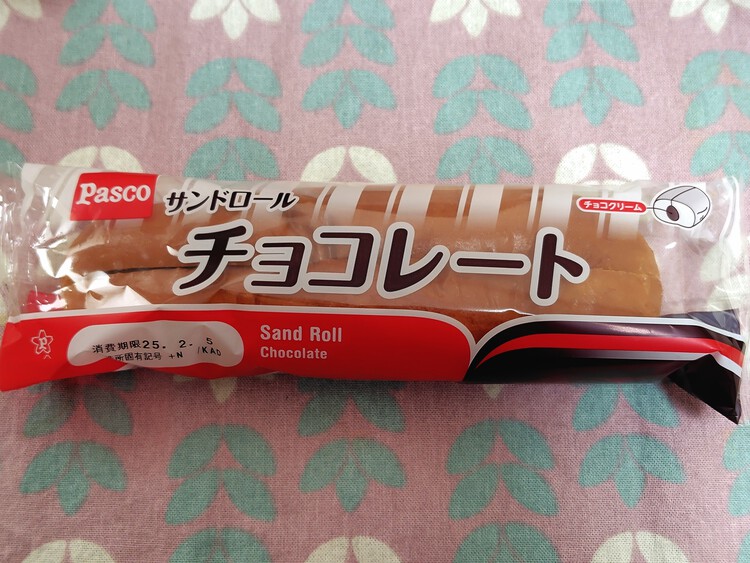 Pasco
サンドロール
チョコクリーム
チョコレート
Sand Roll
Chocolate
消費期限25. 2. 5
所固有記号 +N /KAD